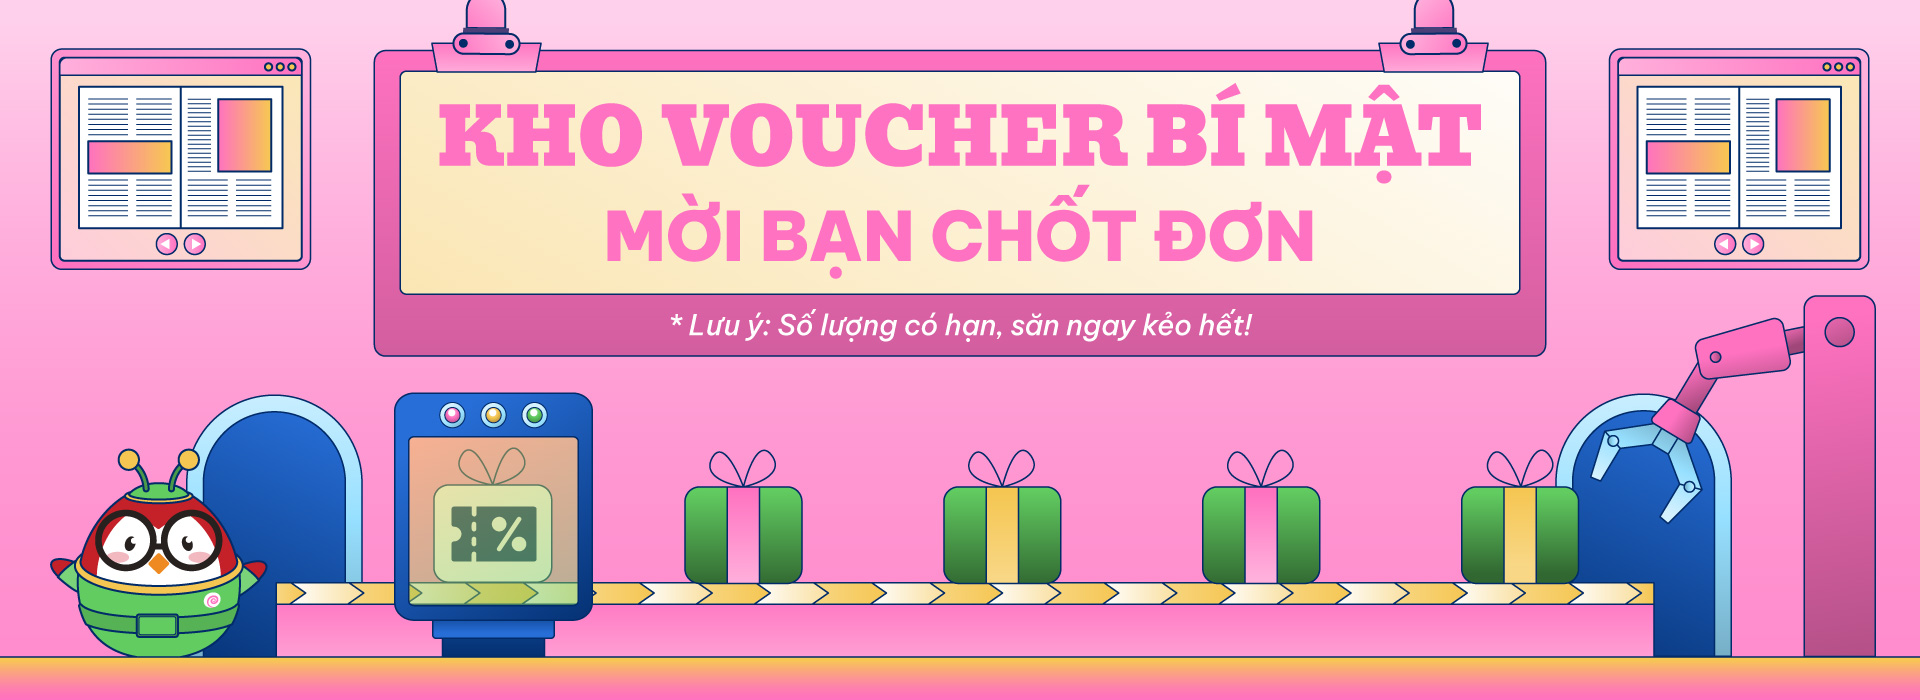 KHO VOUCHER BÍ MẬT
MỜI BẠN CHỐT ĐƠN
* Lưu ý: Số lượng có hạn, săn ngay kẻo hết!
%